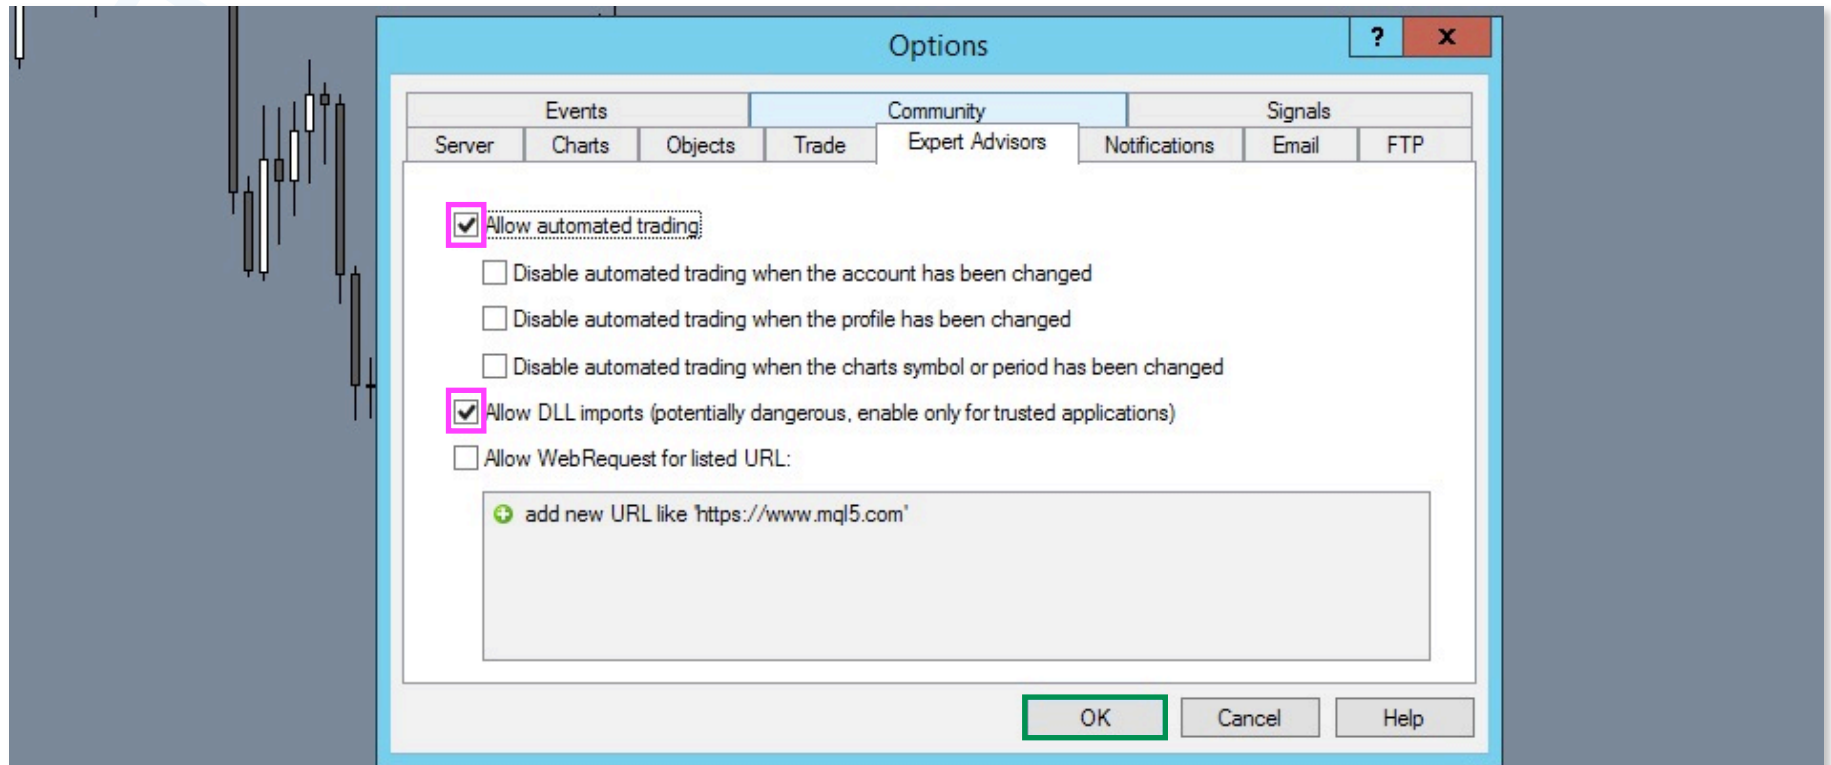 Options
?
x
Events
Community
Signals
Server
Charts
Objects
Trade
Expert Advisors
Notifications
Email
FTP
Allow automated trading
Disable automated trading when the account has been changed
Disable automated trading when the profile has been changed
Disable automated trading when the charts symbol or period has been changed
Allow DLL imports (potentially dangerous, enable only for trusted applications)
Allow WebRequest for listed URL:
add new URL like 'https://www.mql5.com'
OK
Cancel
Help